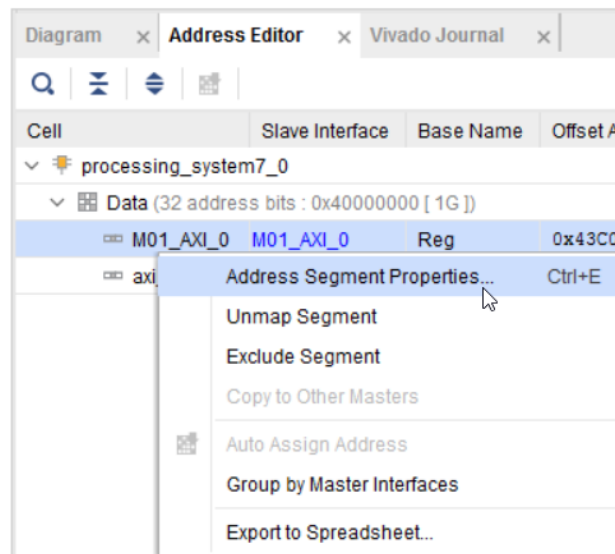 Diagram × Address Editor × Vivado Journal ×
Cell Slave Interface Base Name Offset
processing_system7_0
Data (32 address bits : 0x40000000 [ 1G ])
M01_AXI_0 M01_AXI_0 Reg 0x43C0
axi
Address Segment Properties... Ctrl+E
Unmap Segment
Exclude Segment
Copy to Other Masters
Auto Assign Address
Group by Master Interfaces
Export to Spreadsheet...